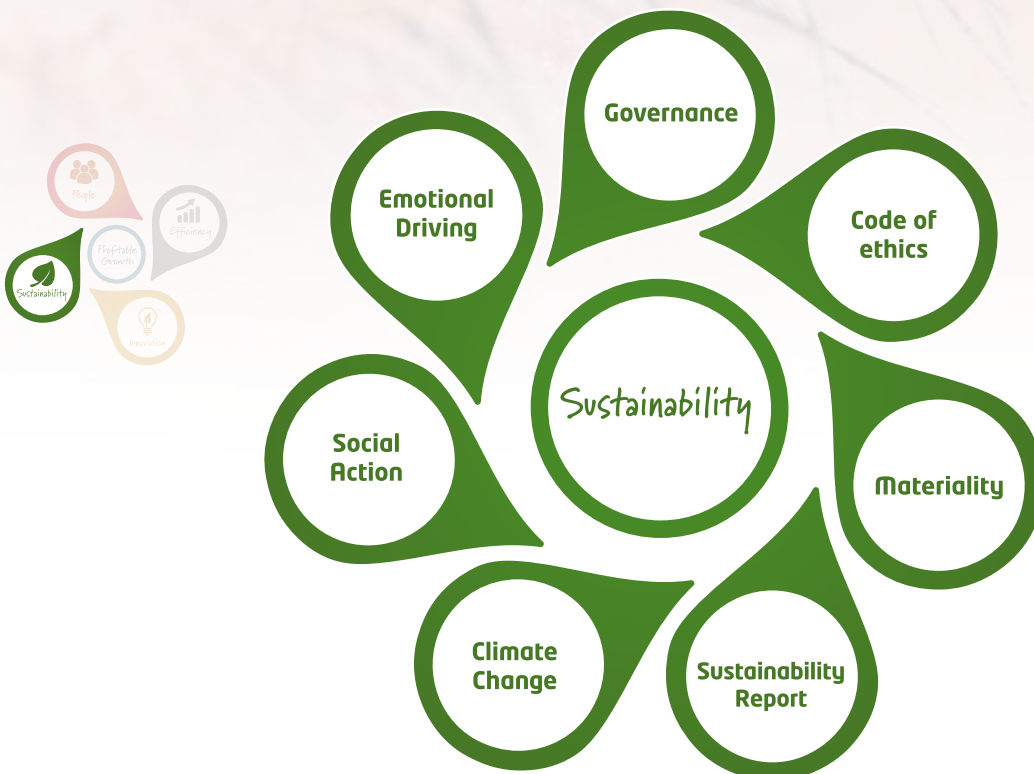 People
Efficiency
Profitable
Growth
Sustainability
Innovation
Governance
Emotional
Driving
Code of
ethics
Sustainability
Social
Action
Materiality
Climate
Change
Sustainability
Report